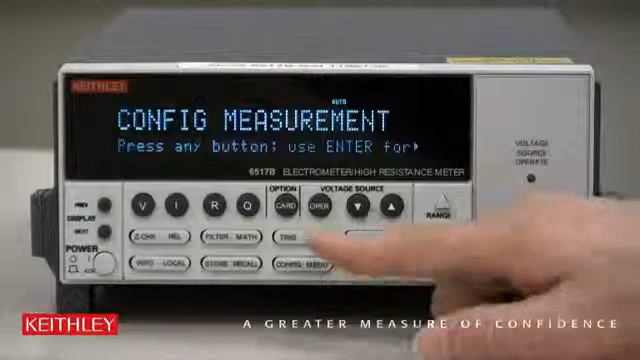 KEITHLEY
AUTO
CONFIG MEASUREMENT
Press any button; use ENTER for
6517B ELECTROMETER/HIGH RESISTANCE METER
VOLTAGE
SOURCE
OPERATE
OPTION VOLTAGE SOURCE
PREV
DISPLAY
NEXT
V I R Q CARD OPER
RANGE
Z-CHK REL FILTER MATH TRIG
POWER
INFO LOCAL STORE RECALL CONFIG MENU
KEITHLEY
A GREATER MEASURE OF CONFIDENCE